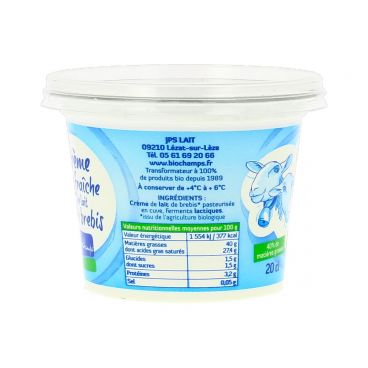 crème
fraîche
lait
brebis
JPS LAIT
09210 Lézat-sur-Lèze
Tél. 05 61 69 20 66
www.biochamps.fr
Transformateur à 100%
de produits bio depuis 1989
À conserver de +4°C à + 6°C
INGRÉDIENTS :
Crème de lait de brebis* pasteurisée
en cuve, ferments lactiques.
*issu de l'agriculture biologique
Valeurs nutritionnelles moyennes pour 100 g
Valeur énergétique 1 554 kJ / 377 kcal
Matières grasses 40 g
dont acides gras saturés 27,4
Glucides 1,5 g
dont sucres 1,5 g
Protéines 3,2 g
Sel 0,05 g
40% de
matières
20 cl